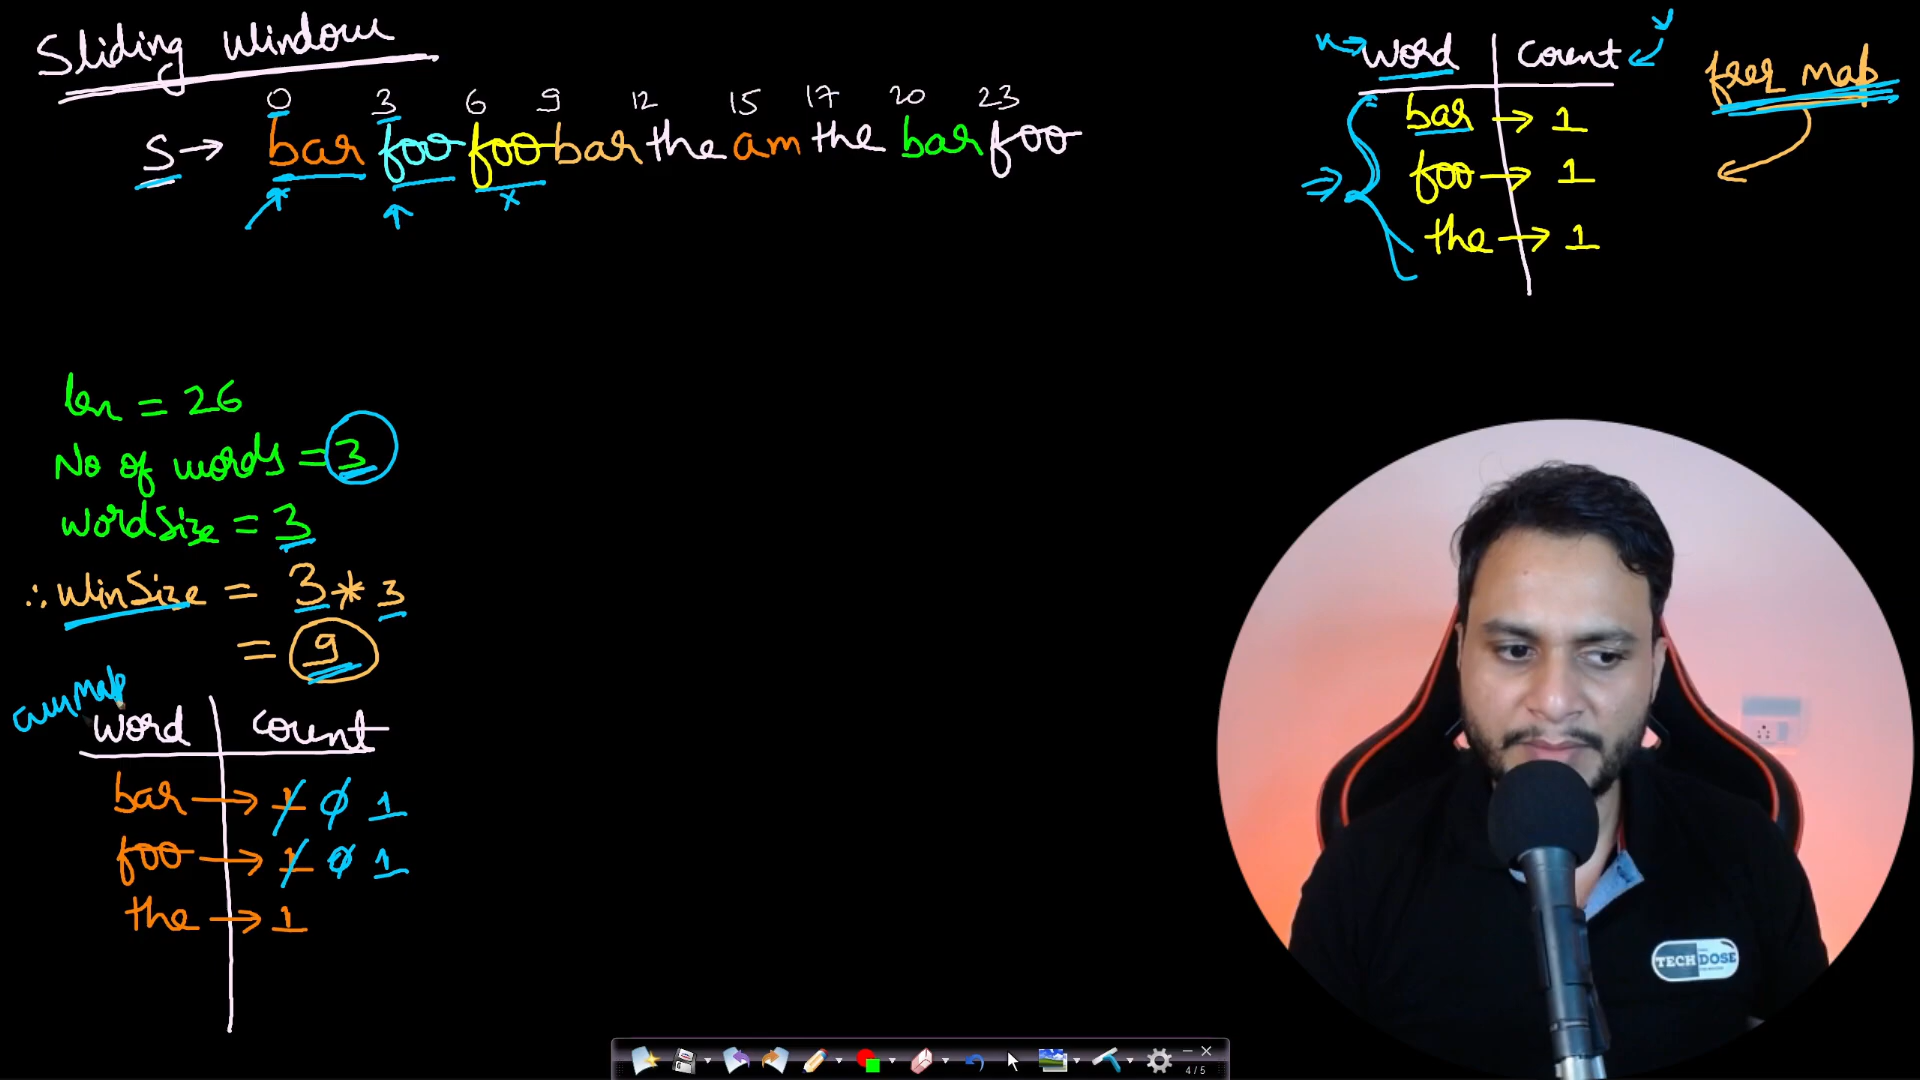 Sliding Window
0 3 6 9 12 15 17 20 23
S → bar foo foo bar the am the bar foo
x
len = 26
No of words = 3
wordSize = 3
∴ WinSize = 3 * 3
= 9
currMap
word count
bar → 1 0 1
foo → 1 0 1
the → 1
K → word count v
freq map
bar → 1
foo → 1
the → 1
TECH DOSE
4/5